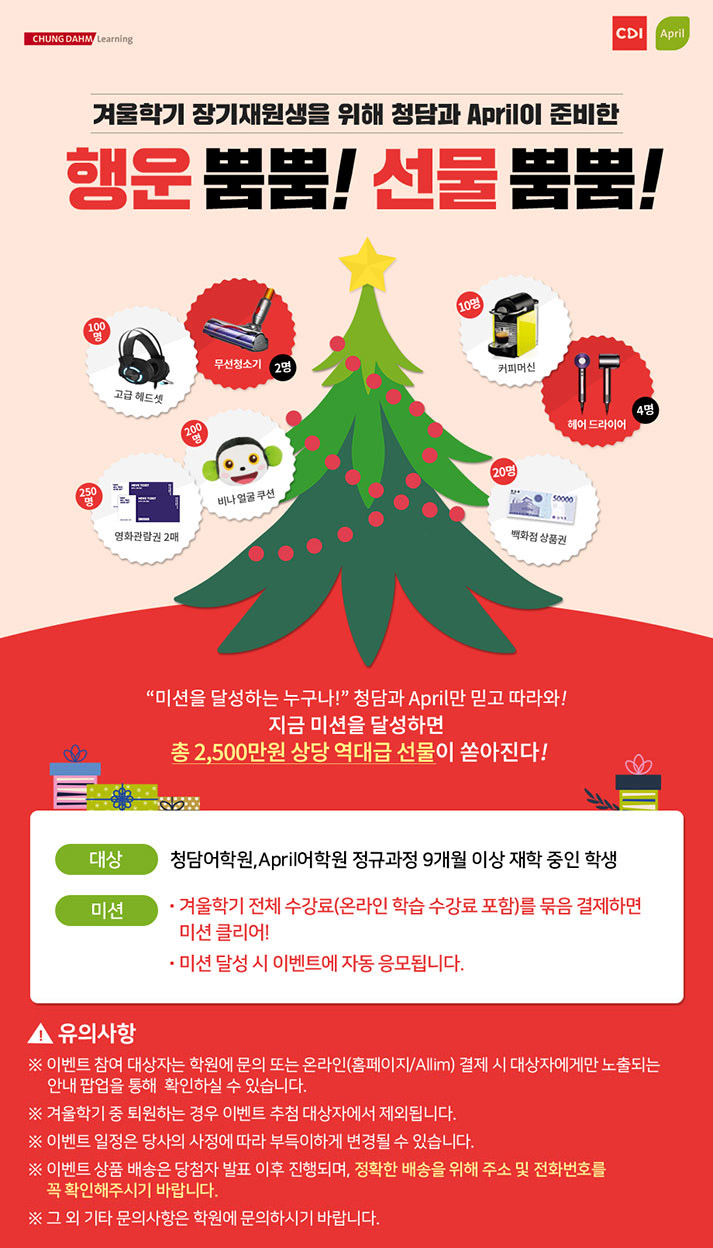 CHUNGDAHM Learning
CDI
April
겨울학기 장기재원생을 위해 청담과 April이 준비한
행운 뿜뿜! 선물 뿜뿜!
100명
고급 헤드셋
무선청소기
2명
10명
커피머신
헤어 드라이어
4명
200명
비나 얼굴 쿠션
250명
영화관람권 2매
20명
50000
백화점 상품권
“미션을 달성하는 누구나!” 청담과 April만 믿고 따라와!
지금 미션을 달성하면
총 2,500만원 상당 역대급 선물이 쏟아진다!
대상
청담어학원,April어학원 정규과정 9개월 이상 재학 중인 학생
미션
• 겨울학기 전체 수강료(온라인 학습 수강료 포함)를 묶음 결제하면
미션 클리어!
• 미션 달성 시 이벤트에 자동 응모됩니다.
유의사항
※ 이벤트 참여 대상자는 학원에 문의 또는 온라인(홈페이지/Allim) 결제 시 대상자에게만 노출되는
안내 팝업을 통해 확인하실 수 있습니다.
※ 겨울학기 중 퇴원하는 경우 이벤트 추첨 대상자에서 제외됩니다.
※ 이벤트 일정은 당사의 사정에 따라 부득이하게 변경될 수 있습니다.
※ 이벤트 상품 배송은 당첨자 발표 이후 진행되며, 정확한 배송을 위해 주소 및 전화번호를
꼭 확인해주시기 바랍니다.
※ 그 외 기타 문의사항은 학원에 문의하시기 바랍니다.